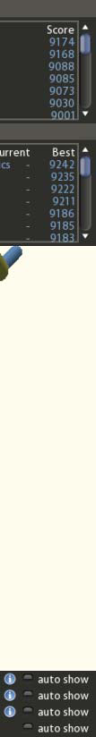 Score
9174
9168
9088
9085
9073
9030
9001
urrent Best
cs - 9242
- 9235
- 9222
- 9211
- 9186
- 9185
- 9183
auto show
auto show
auto show
auto show